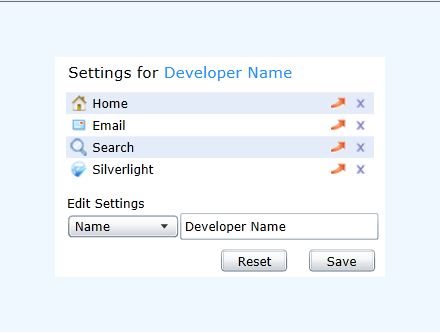 Settings for Developer Name
Home
Email
Search
Silverlight
Edit Settings
Name Developer Name
Reset Save